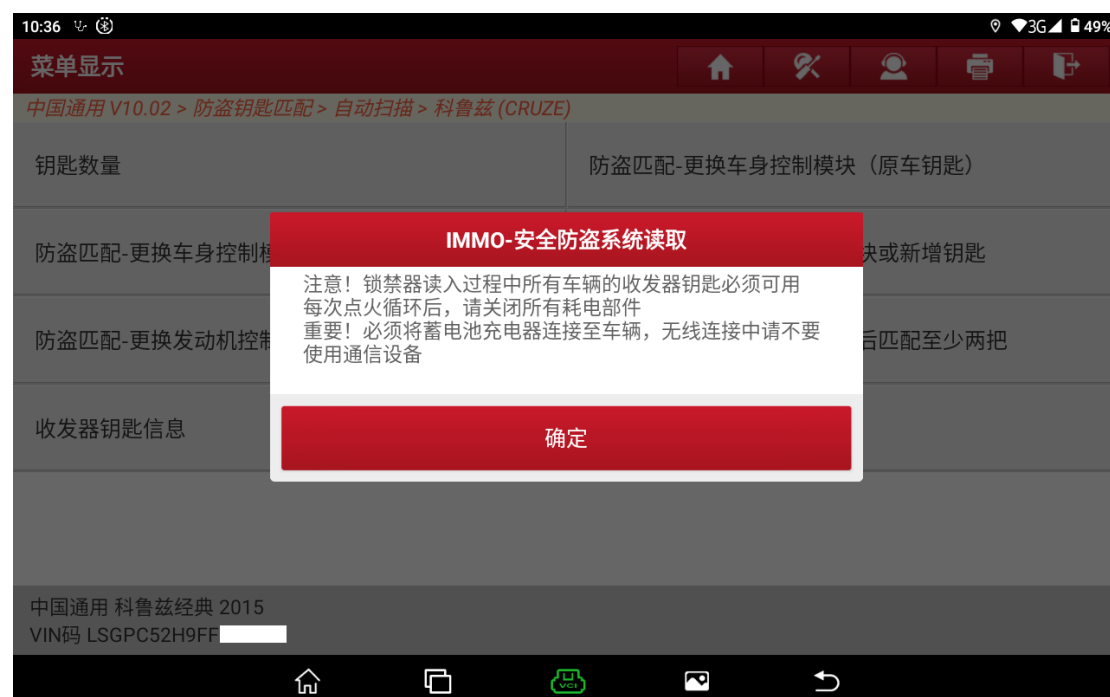 10:36
3G 49%
菜单显示
中国通用 V10.02 > 防盗钥匙匹配 > 自动扫描 > 科鲁兹 (CRUZE)
钥匙数量
防盗匹配-更换车身控制模块（原车钥匙）
防盗匹配-更换车身控制
块或新增钥匙
防盗匹配-更换发动机控制
后匹配至少两把
收发器钥匙信息
IMMO-安全防盗系统读取
注意！锁禁器读入过程中所有车辆的收发器钥匙必须可用
每次点火循环后，请关闭所有耗电部件
重要！必须将蓄电池充电器连接至车辆，无线连接中请不要
使用通信设备
确定
中国通用 科鲁兹经典 2015
VIN码 LSGPC52H9FF
VCI